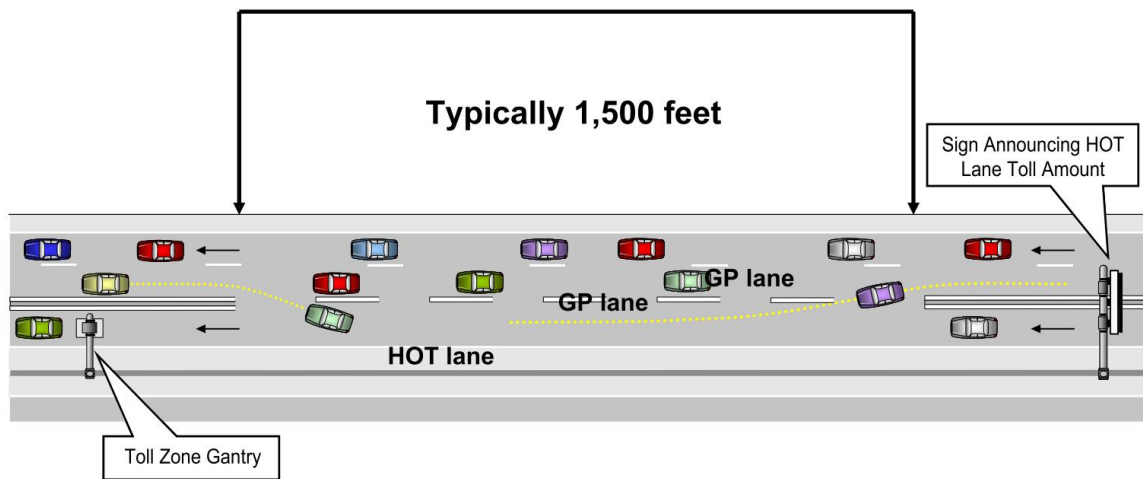 Typically 1,500 feet
Sign Announcing HOT
Lane Toll Amount
GP lane
GP lane
HOT lane
Toll Zone Gantry